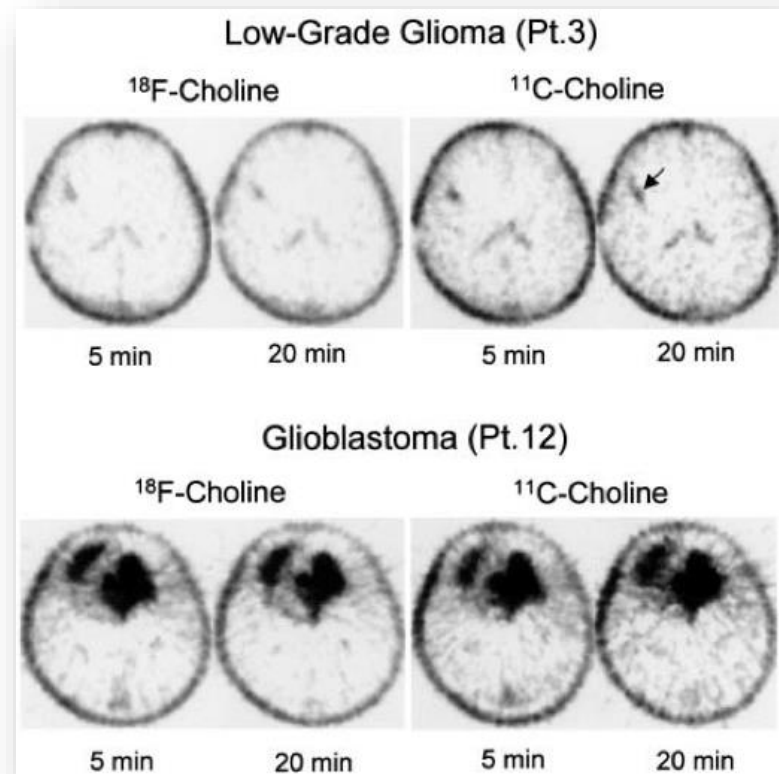 Low-Grade Glioma (Pt.3)
¹⁸F-Choline ¹¹C-Choline
5 min 20 min 5 min 20 min
Glioblastoma (Pt.12)
¹⁸F-Choline ¹¹C-Choline
5 min 20 min 5 min 20 min